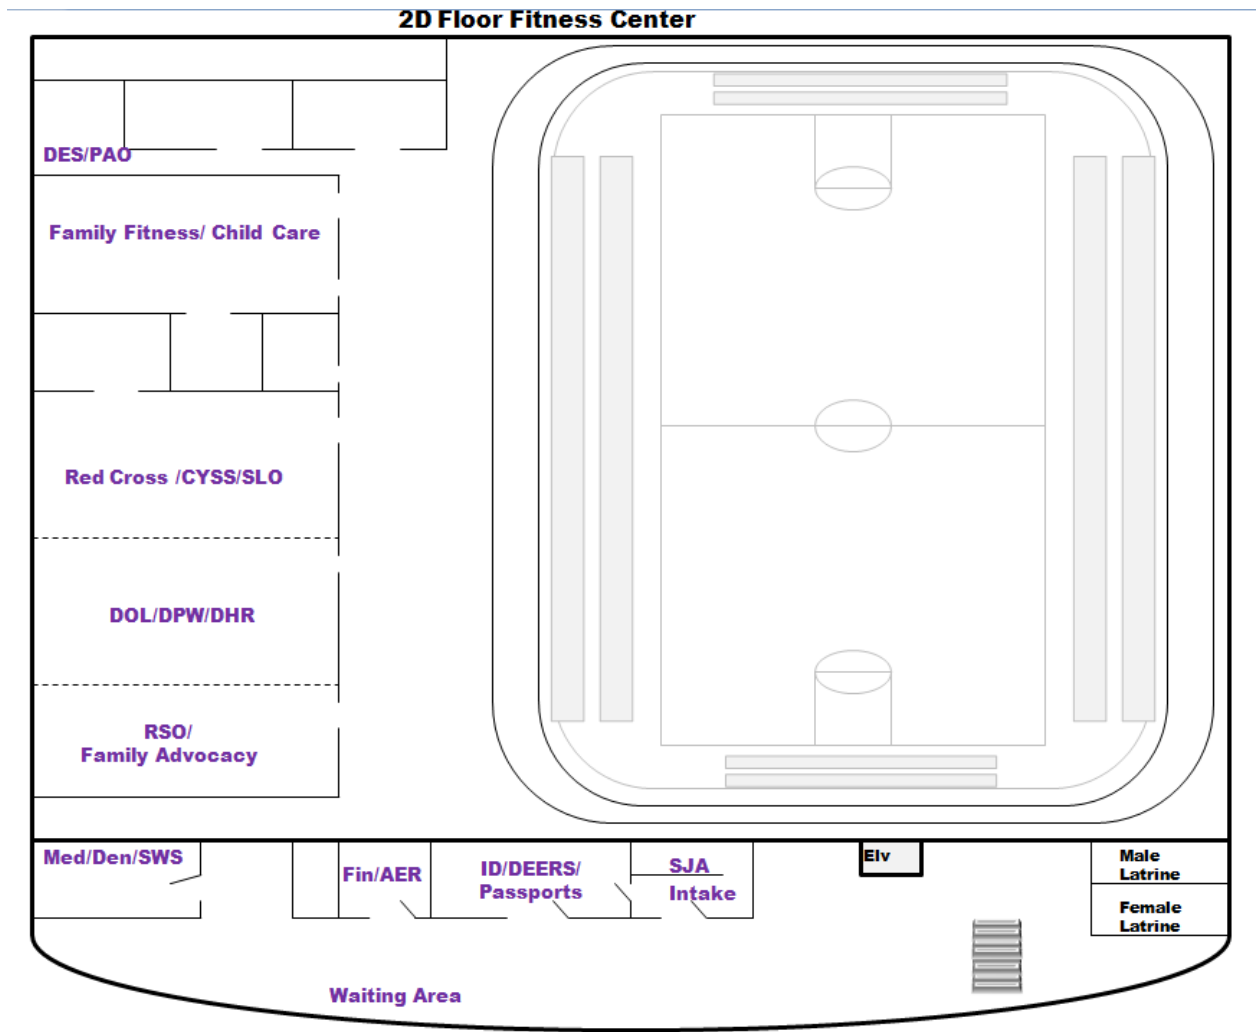 2D Floor Fitness Center
DES/PAO
Family Fitness/ Child Care
Red Cross /CYSS/SLO
DOL/DPW/DHR
RSO/
Family Advocacy
Med/Den/SWS
Fin/AER
ID/DEERS/
Passports
SJA
Intake
Elv
Male
Latrine
Female
Latrine
Waiting Area